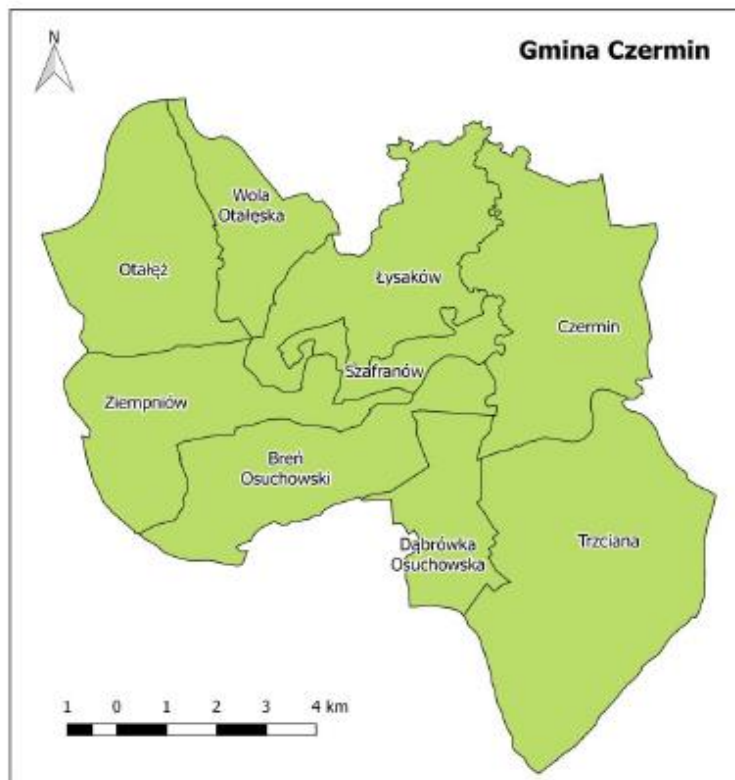 N
Gmina Czermin
Wola
Otałęska
Otałęż
Łysaków
Czermin
Szafranów
Ziempniów
Breń
Osuchowski
Dąbrówka
Osuchowska
Trzciana
1 0 1 2 3 4 km